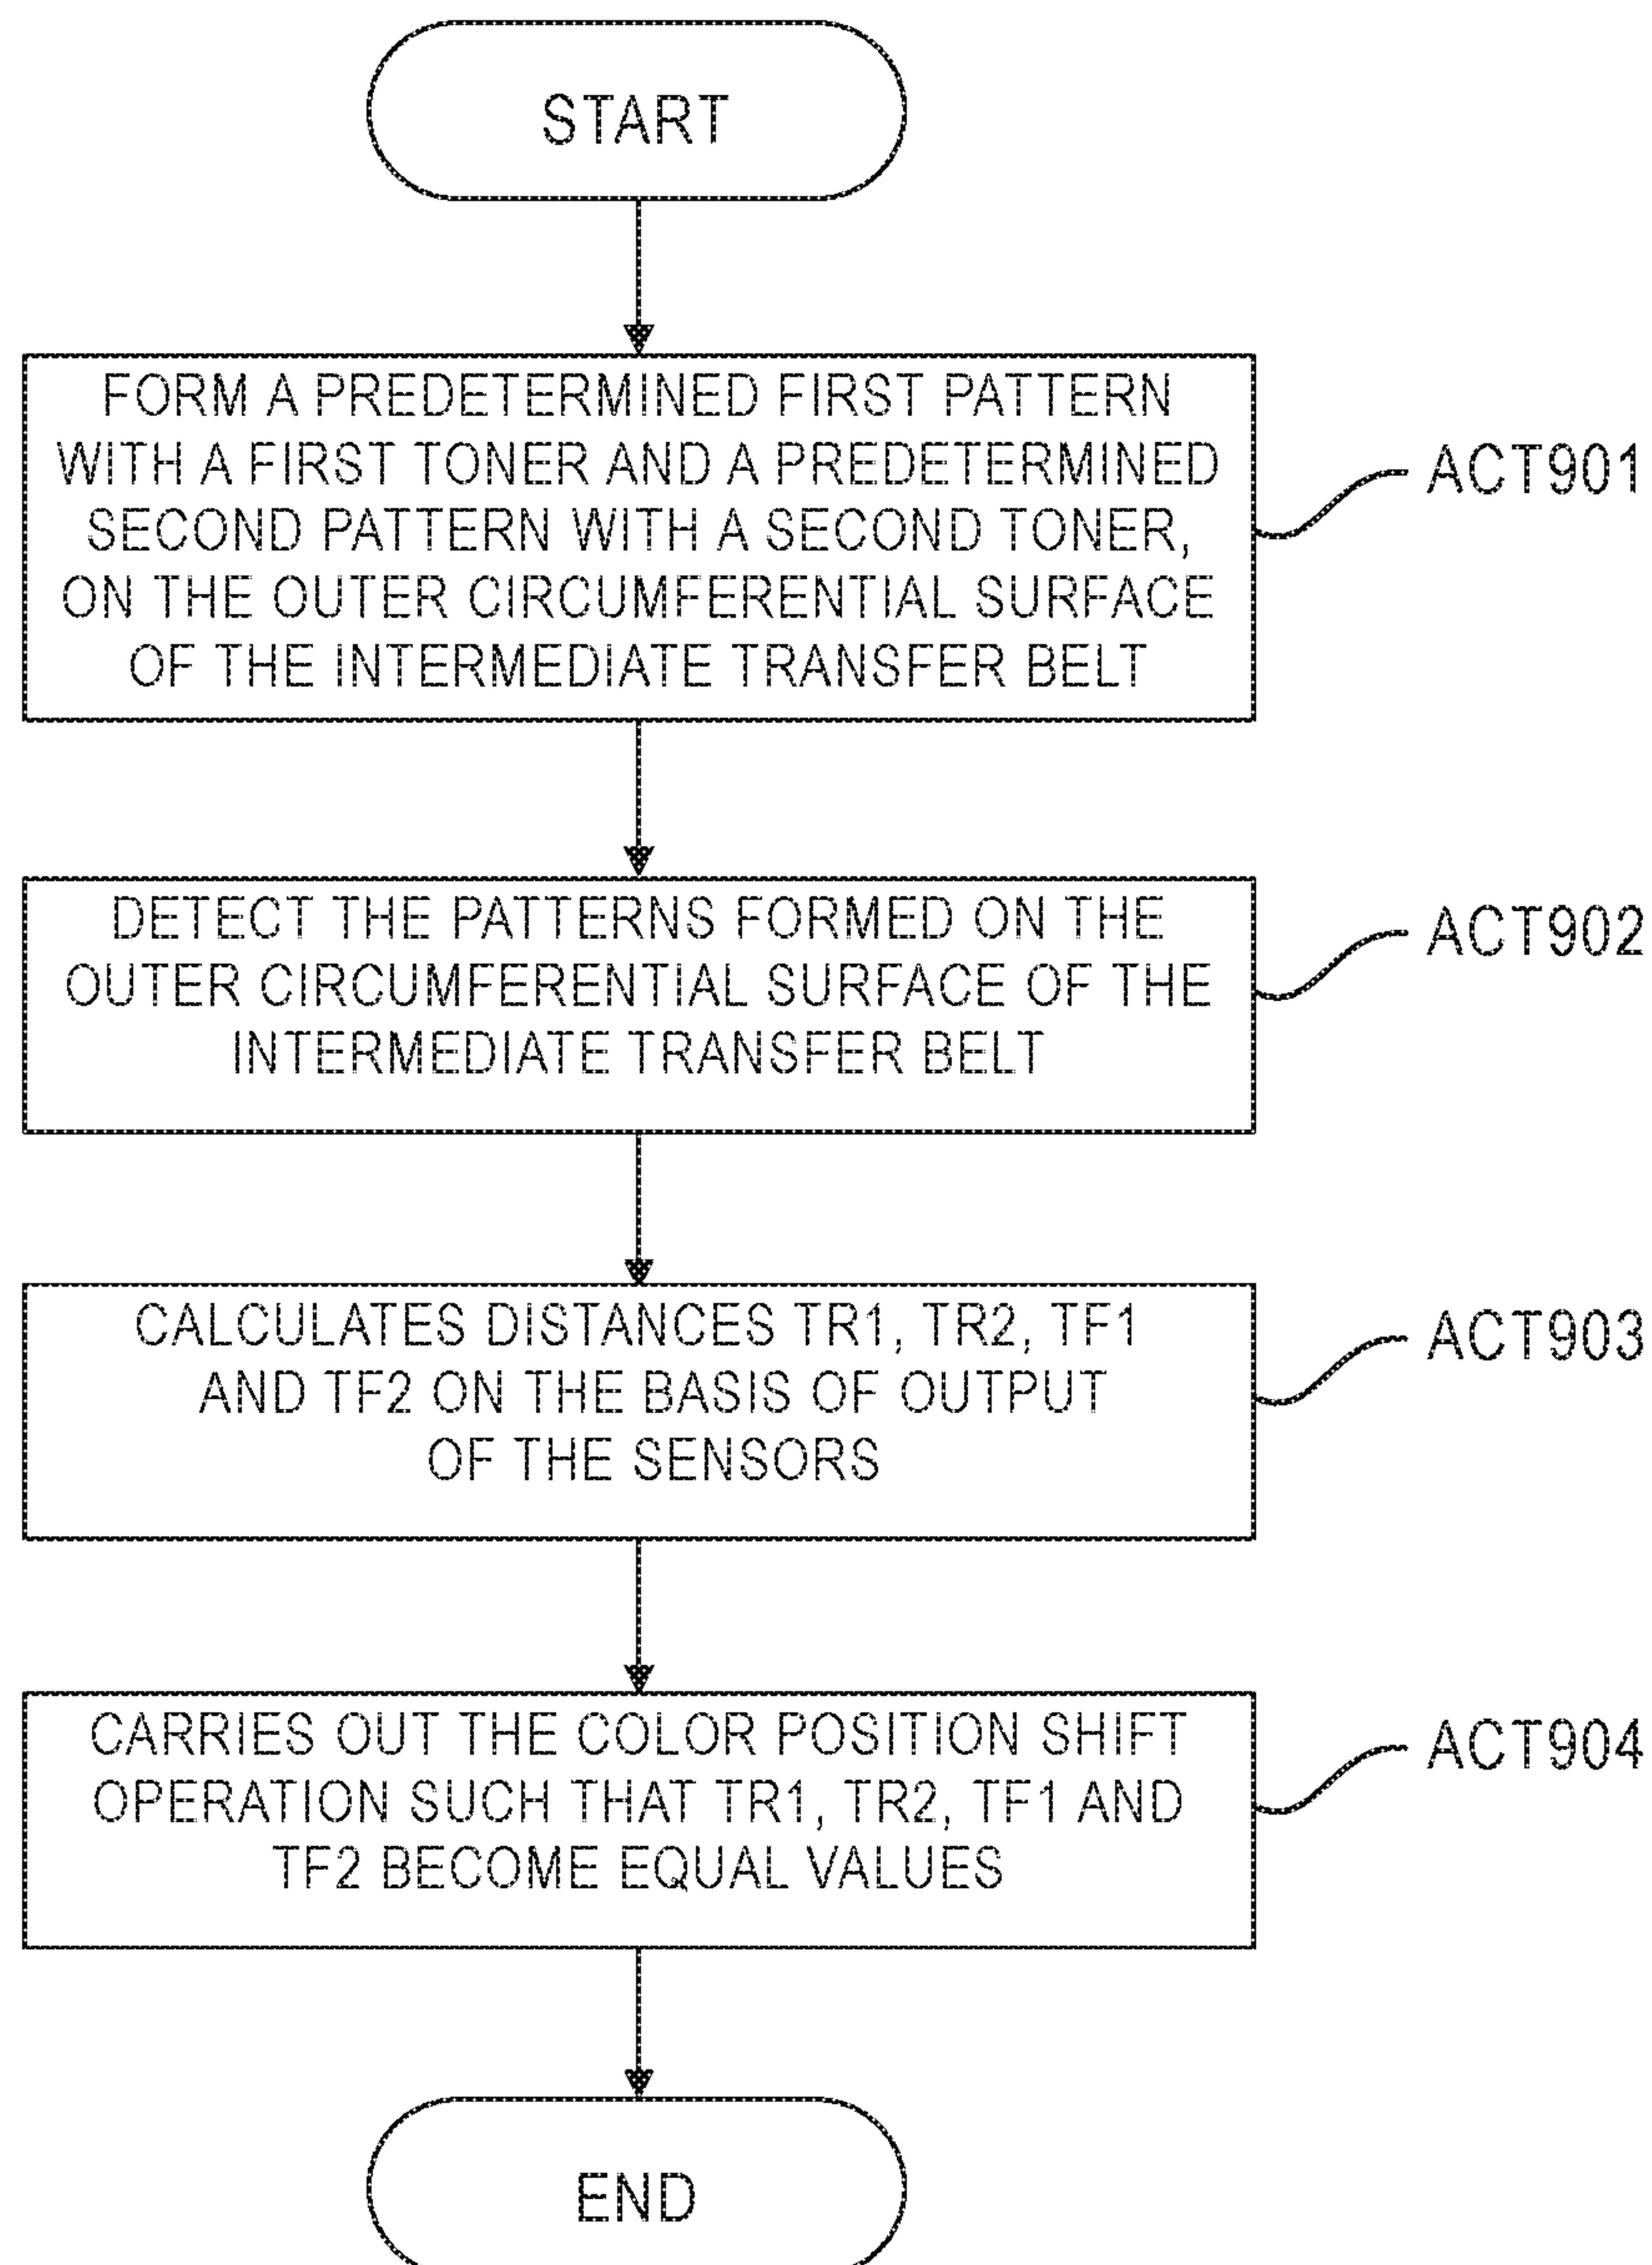 START
FORM A PREDETERMINED FIRST PATTERN
WITH A FIRST TONER AND A PREDETERMINED
SECOND PATTERN WITH A SECOND TONER,
ON THE OUTER CIRCUMFERENTIAL SURFACE
OF THE INTERMEDIATE TRANSFER BELT
ACT901
DETECT THE PATTERNS FORMED ON THE
OUTER CIRCUMFERENTIAL SURFACE OF THE
INTERMEDIATE TRANSFER BELT
ACT902
CALCULATES DISTANCES TR1, TR2, TF1
AND TF2 ON THE BASIS OF OUTPUT
OF THE SENSORS
ACT903
CARRIES OUT THE COLOR POSITION SHIFT
OPERATION SUCH THAT TR1, TR2, TF1 AND
TF2 BECOME EQUAL VALUES
ACT904
END